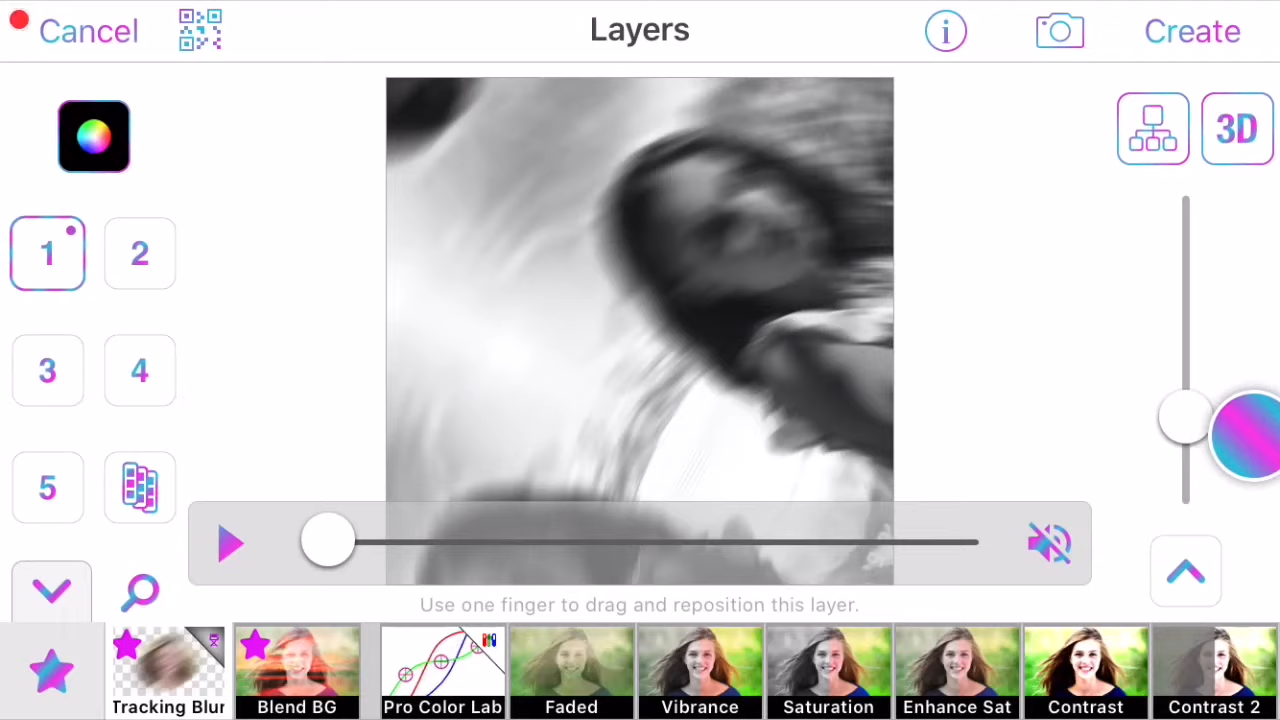 Cancel
Layers
i
Create
3D
1
2
3
4
5
Use one finger to drag and reposition this layer.
Tracking Blur
Blend BG
Pro Color Lab
Faded
Vibrance
Saturation
Enhance Sat
Contrast
Contrast 2